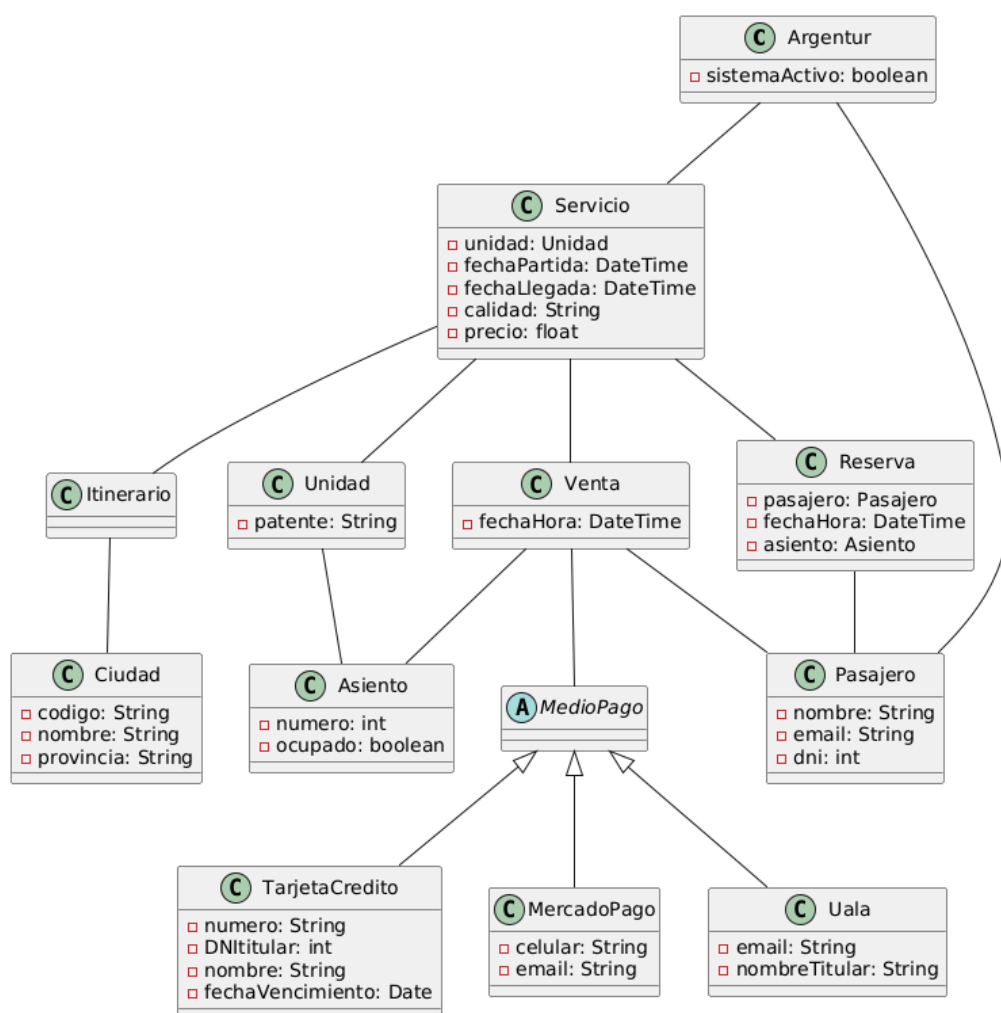 C Argentur
sistemaActivo: boolean
C Servicio
unidad: Unidad
fechaPartida: DateTime
fechaLlegada: DateTime
calidad: String
precio: float
C Itinerario
C Unidad
patente: String
C Venta
fechaHora: DateTime
C Reserva
pasajero: Pasajero
fechaHora: DateTime
asiento: Asiento
C Ciudad
codigo: String
nombre: String
provincia: String
C Asiento
numero: int
ocupado: boolean
A MedioPago
C Pasajero
nombre: String
email: String
dni: int
C TarjetaCredito
numero: String
DNItitular: int
nombre: String
fechaVencimiento: Date
C MercadoPago
celular: String
email: String
C Uala
email: String
nombreTitular: String